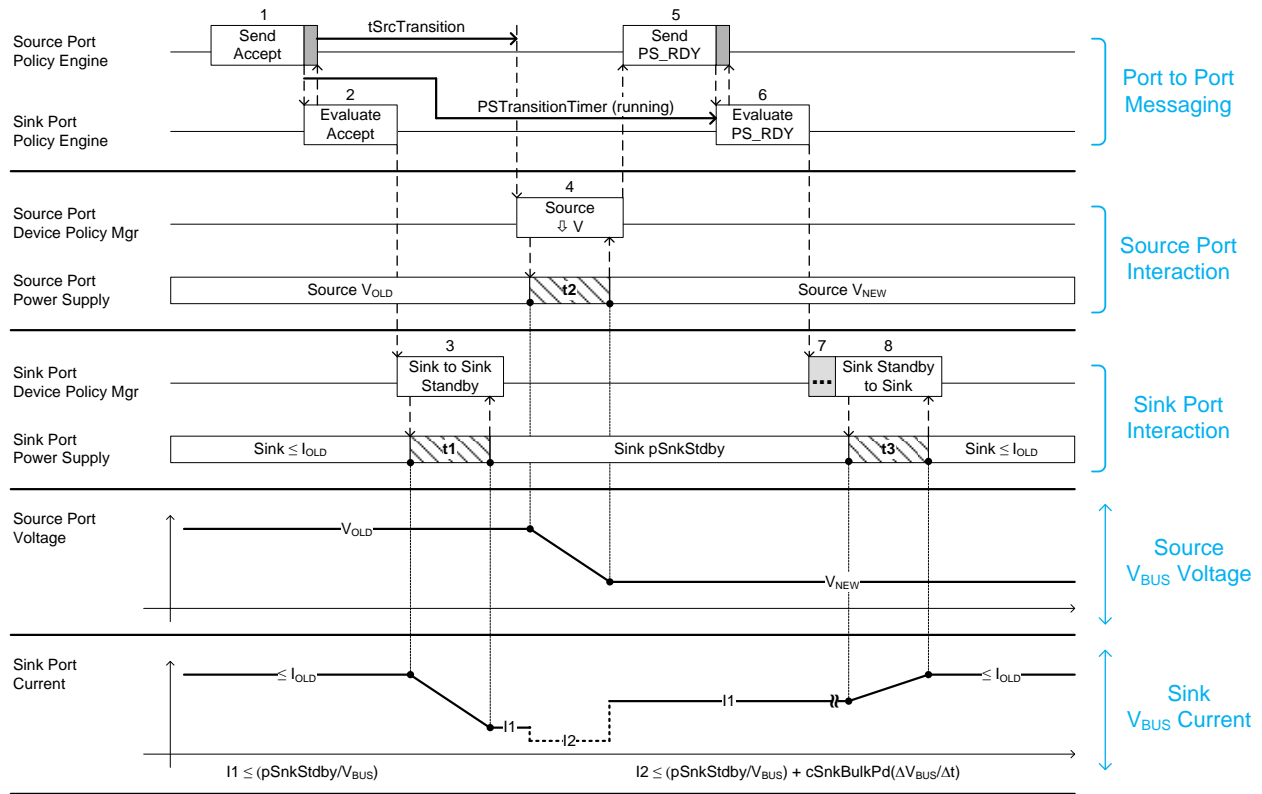 1
Send
Accept
tSrcTransition
5
Send
PS_RDY
Source Port
Policy Engine
2
Evaluate
Accept
PSTransitionTimer (running)
6
Evaluate
PS_RDY
Sink Port
Policy Engine
Port to Port
Messaging
4
Source
⇩ V
Source Port
Device Policy Mgr
Source Port
Power Supply
Source VOLD
t2
Source VNEW
Source Port
Interaction
3
Sink to Sink
Standby
7
...
8
Sink Standby
to Sink
Sink Port
Device Policy Mgr
Sink Port
Power Supply
Sink ≤ IOLD
t1
Sink pSnkStdby
t3
Sink ≤ IOLD
Sink Port
Interaction
Source Port
Voltage
VOLD
VNEW
Source
VBUS Voltage
Sink Port
Current
≤ IOLD
I1
I2
I1
≤ IOLD
I1 ≤ (pSnkStdby/VBUS)
I2 ≤ (pSnkStdby/VBUS) + cSnkBulkPd(ΔVBUS/Δt)
Sink
VBUS Current